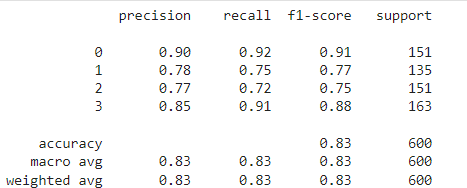 precision recall f1-score support
0 0.90 0.92 0.91 151
1 0.78 0.75 0.77 135
2 0.77 0.72 0.75 151
3 0.85 0.91 0.88 163
accuracy 0.83 600
macro avg 0.83 0.83 0.83 600
weighted avg 0.83 0.83 0.83 600